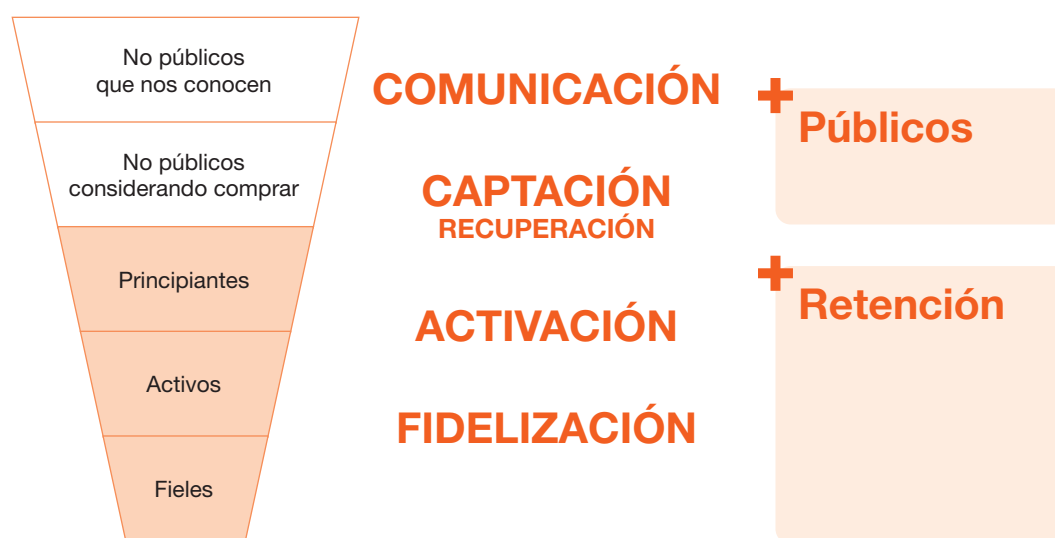 No públicos
que nos conocen
No públicos
considerando comprar
Principiantes
Activos
Fieles
COMUNICACIÓN
CAPTACIÓN
RECUPERACIÓN
ACTIVACIÓN
FIDELIZACIÓN
+
Públicos
+
Retención